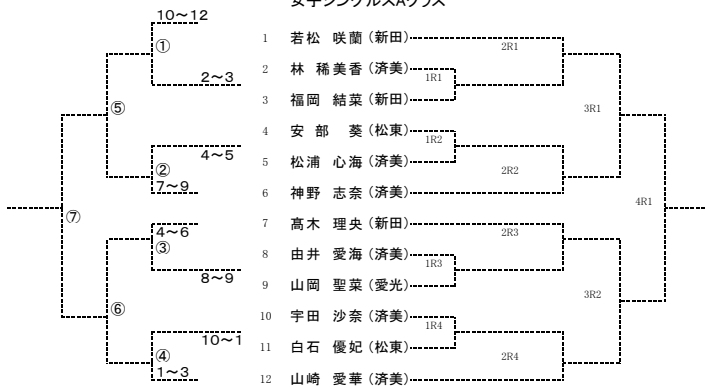 女子シングルスAクラス
10～12
①
2～3
⑤
4～5
②
7～9
⑦
4～6
③
8～9
⑥
10～1
④
1～3
1 若松 咲蘭(新田)
2 林 稀美香(済美)
3 福岡 結菜(新田)
4 安部 葵(松東)
5 松浦 心海(済美)
6 神野 志奈(済美)
7 髙木 理央(新田)
8 由井 愛海(済美)
9 山岡 聖菜(愛光)
10 宇田 沙奈(済美)
11 白石 優妃(松東)
12 山崎 愛華(済美)
2R1
1R1
3R1
1R2
2R2
4R1
2R3
1R3
3R2
1R4
2R4